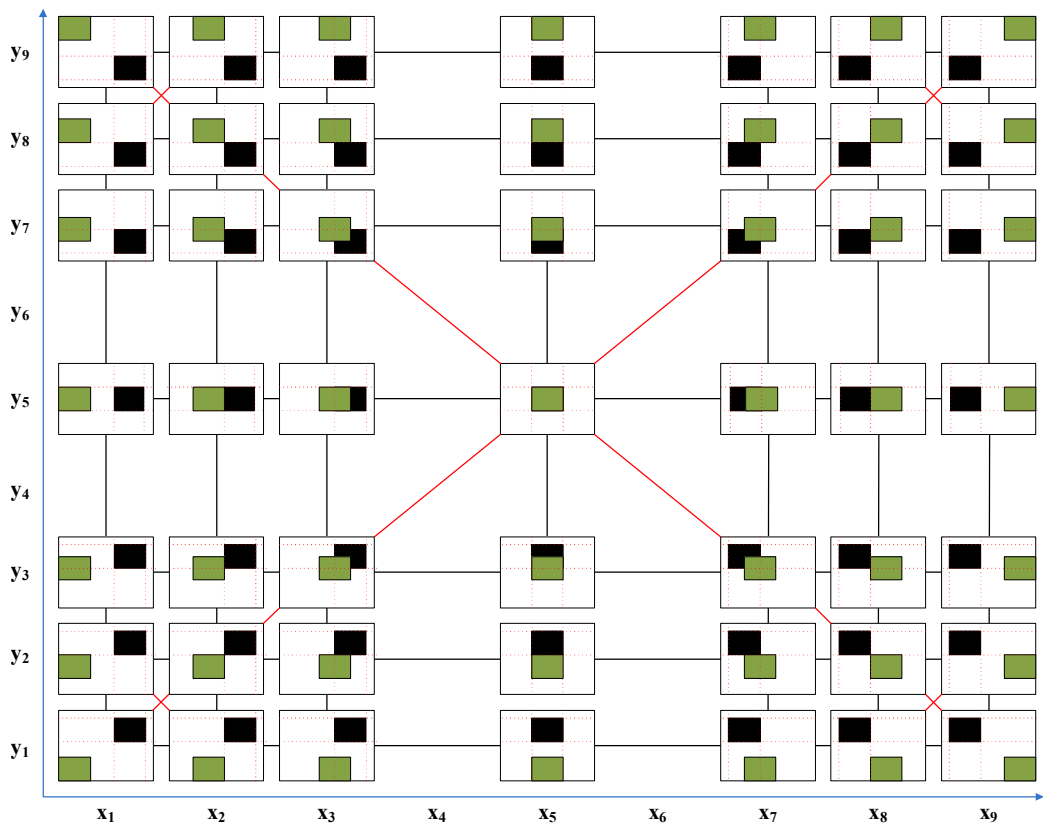 y₉
y₈
y₇
y₆
y₅
y₄
y₃
y₂
y₁
x₁ x₂ x₃ x₄ x₅ x₆ x₇ x₈ x₉